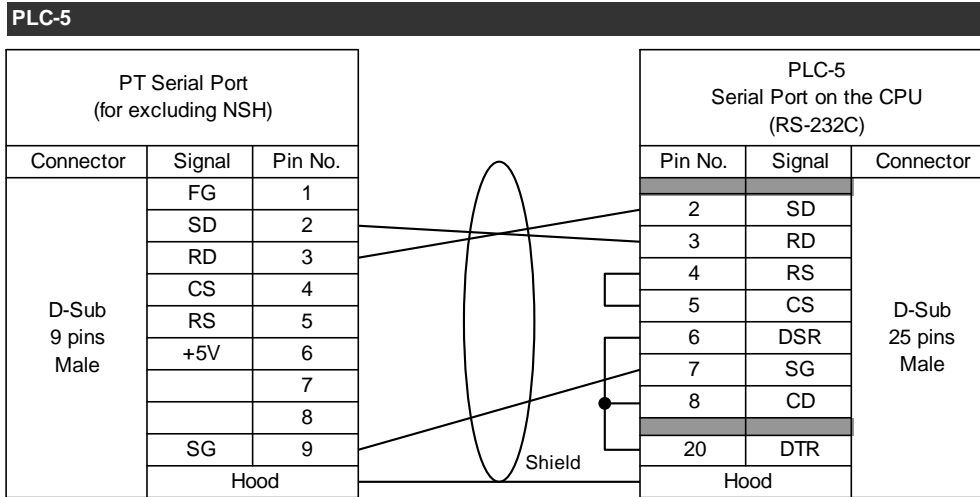 PLC-5
PT Serial Port
(for excluding NSH)
Connector Signal Pin No.
FG 1
SD 2
RD 3
CS 4
RS 5
+5V 6
7
8
SG 9
D-Sub
9 pins
Male
Hood
Shield
PLC-5
Serial Port on the CPU
(RS-232C)
Pin No. Signal Connector
2 SD
3 RD
4 RS
5 CS
6 DSR
7 SG
8 CD
20 DTR
D-Sub
25 pins
Male
Hood